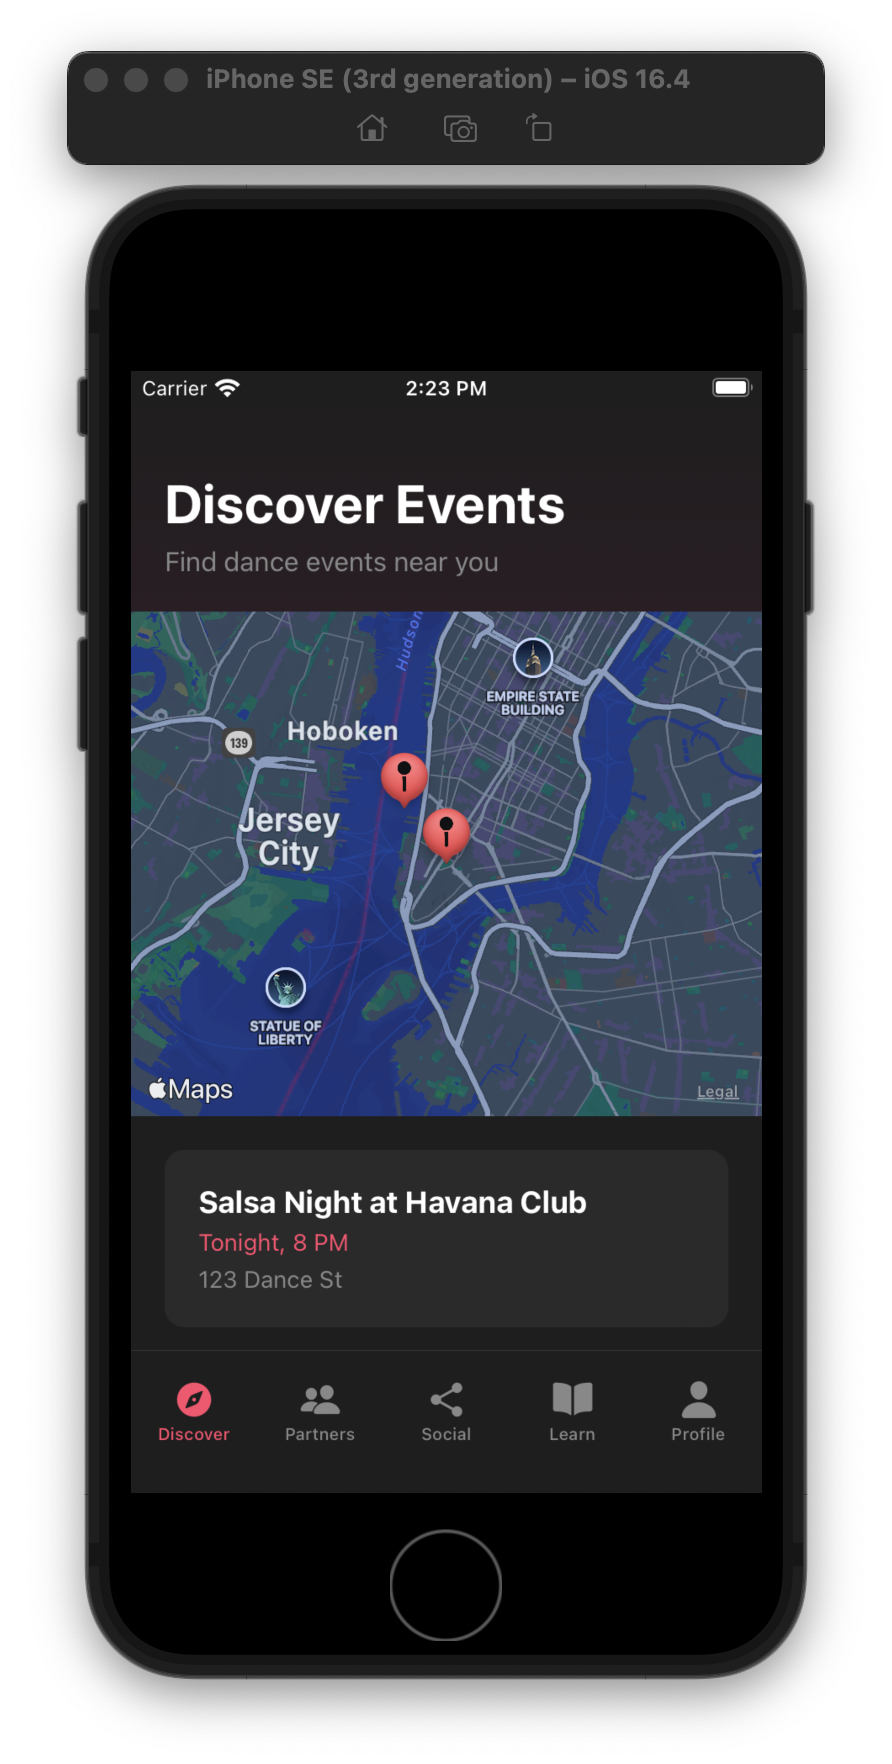 iPhone SE (3rd generation) – iOS 16.4
Carrier
2:23 PM
Discover Events
Find dance events near you
Hudson
EMPIRE STATE
BUILDING
Hoboken
139
Jersey
City
STATUE OF
LIBERTY
Maps
Legal
Salsa Night at Havana Club
Tonight, 8 PM
123 Dance St
Discover
Partners
Social
Learn
Profile